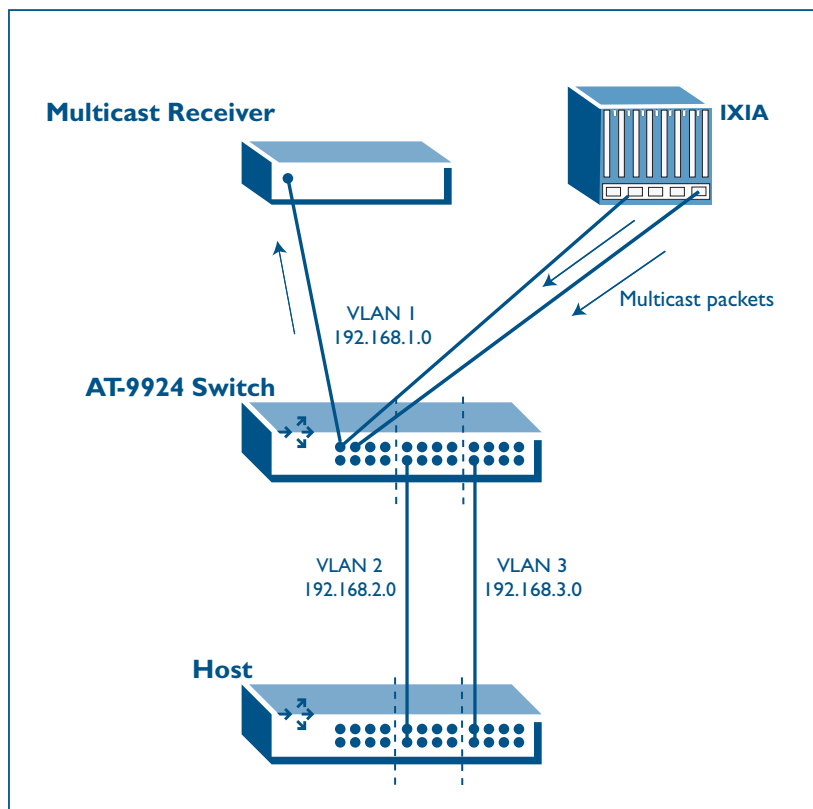 Multicast Receiver
IXIA
Multicast packets
VLAN 1
192.168.1.0
AT-9924 Switch
VLAN 2
192.168.2.0
VLAN 3
192.168.3.0
Host